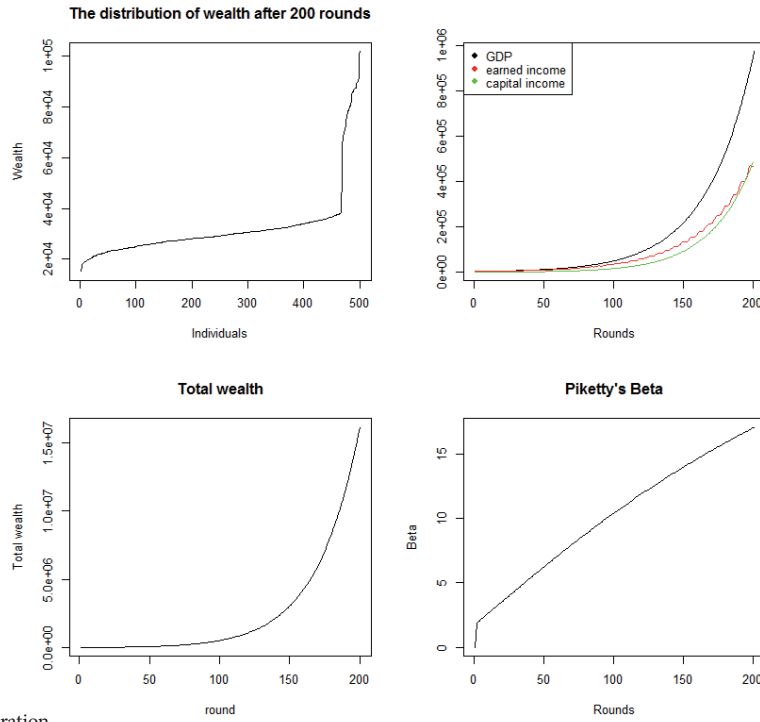 The distribution of wealth after 200 rounds
Wealth
2e+04 4e+04 6e+04 8e+04 1e+05
0 100 200 300 400 500
Individuals
GDP
earned income
capital income
0e+00 2e+05 4e+05 6e+05 8e+05 1e+06
0 50 100 150 200
Rounds
Total wealth
Total wealth
0.0e+00 5.0e+06 1.0e+07 1.5e+07
0 50 100 150 200
round
Piketty's Beta
Beta
0 5 10 15
0 50 100 150 200
Rounds